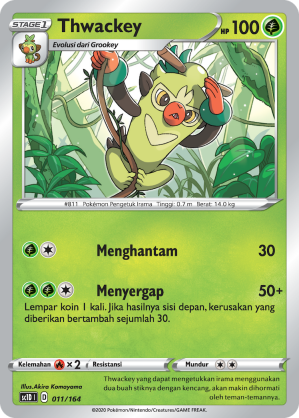 STAGE 1
Thwackey
HP 100
Evolusi dari Grookey
#811 Pokémon Pengetuk Irama Tinggi: 0.7 m Berat: 14.0 kg
Menghantam 30
Menyergap 50+
Lempar koin 1 kali. Jika hasilnya sisi depan, kerusakan yang
diberikan bertambah sejumlah 30.
Kelemahan ×2 Resistansi Mundur
Illus. Akira Komayama
sc1D I D 011/164
Thwackey yang dapat mengetukkan irama menggunakan
dua buah stiknya dengan kencang, akan makin dihormati
oleh teman-temannya.
©2020 Pokémon/Nintendo/Creatures/GAME FREAK.